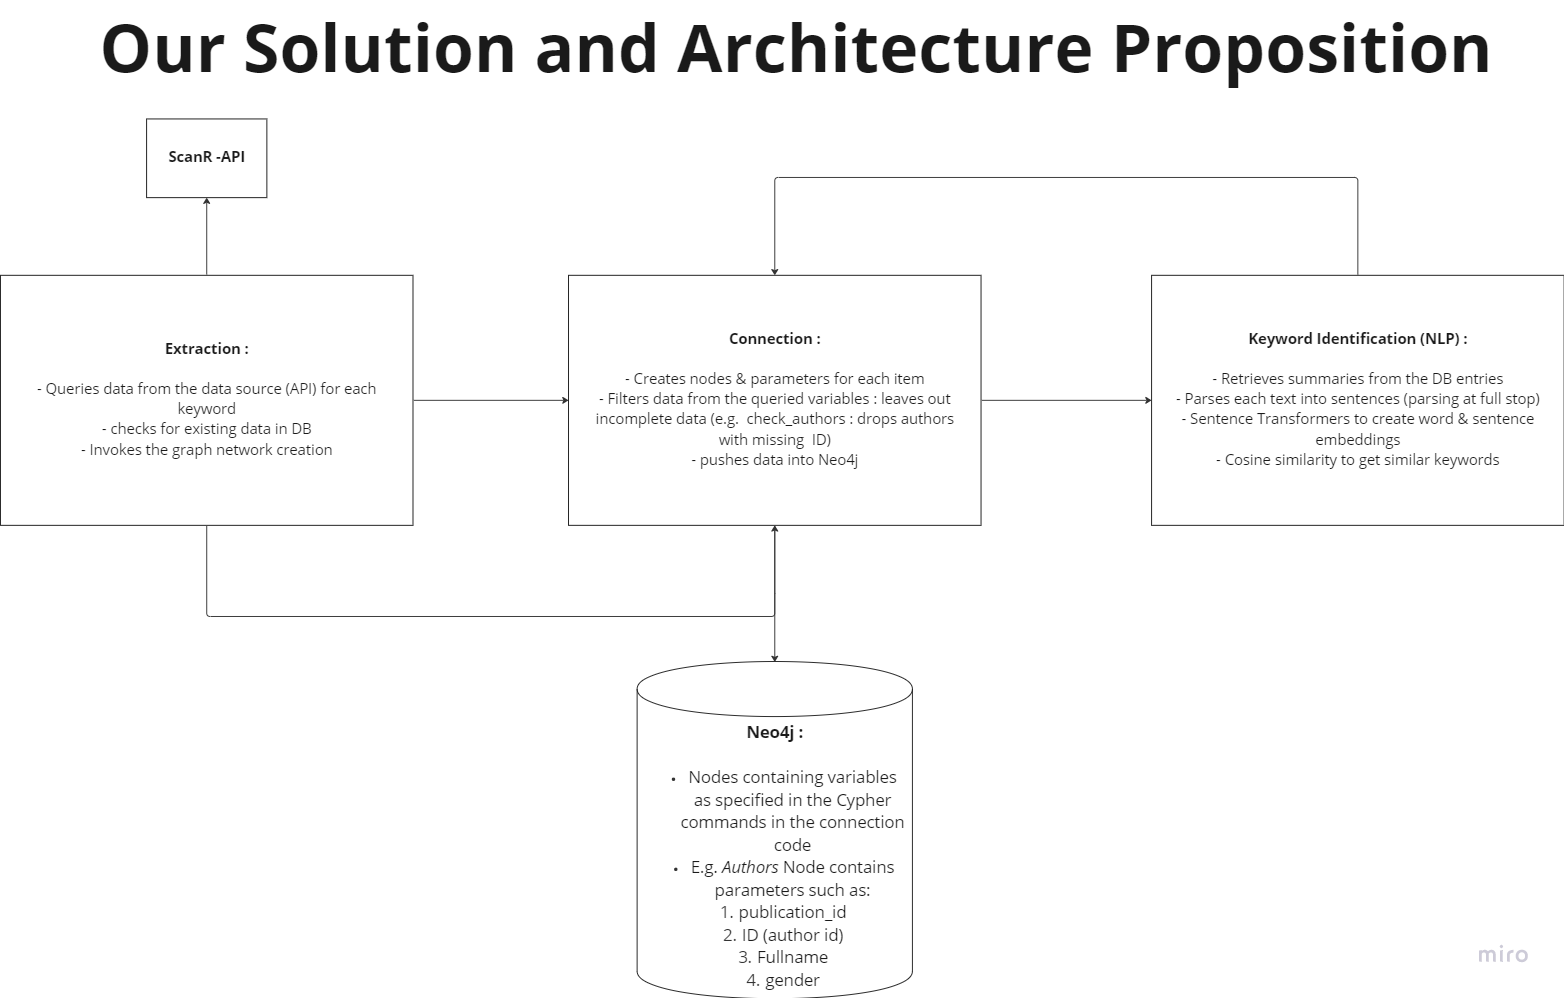 Our Solution and Architecture Proposition
ScanR -API
Extraction :
- Queries data from the data source (API) for each
keyword
- checks for existing data in DB
- Invokes the graph network creation
Connection :
- Creates nodes & parameters for each item
- Filters data from the queried variables : leaves out
incomplete data (e.g.  check_authors : drops authors
with missing  ID)
- pushes data into Neo4j
Keyword Identification (NLP) :
- Retrieves summaries from the DB entries
- Parses each text into sentences (parsing at full stop)
- Sentence Transformers to create word & sentence
embeddings
- Cosine similarity to get similar keywords
Neo4j :
• Nodes containing variables
as specified in the Cypher
commands in the connection
code
• E.g. Authors Node contains
parameters such as:
1. publication_id
2. ID (author id)
3. Fullname
4. gender
miro